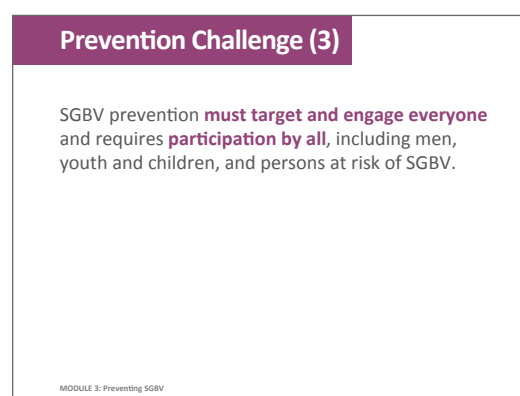 Prevention Challenge (3)
SGBV prevention must target and engage everyone
and requires participation by all, including men,
youth and children, and persons at risk of SGBV.
MODULE 3: Preventing SGBV